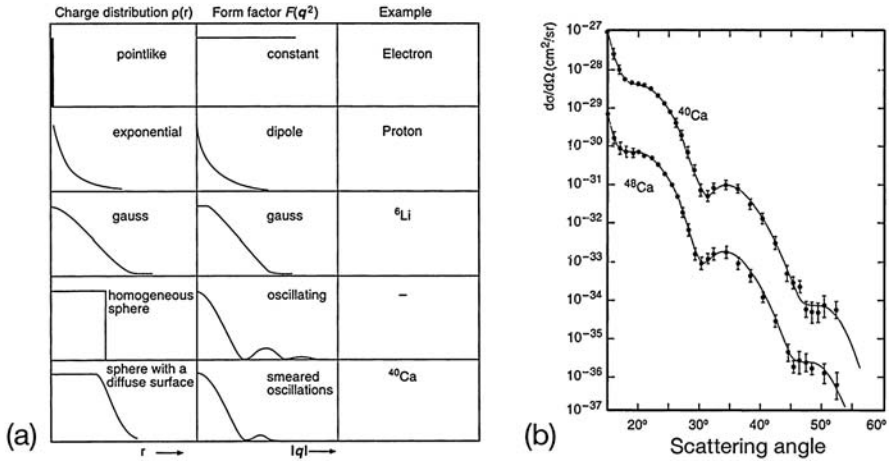 Charge distribution ρ(r) Form factor F(q²) Example
pointlike constant Electron
exponential dipole Proton
gauss gauss ⁶Li
homogeneous sphere oscillating –
sphere with a diffuse surface smeared oscillations ⁴⁰Ca
r → |q| →
(a)
dσ/dΩ (cm²/sr)
10⁻²⁷
10⁻²⁸
10⁻²⁹
10⁻³⁰
10⁻³¹
10⁻³²
10⁻³³
10⁻³⁴
10⁻³⁵
10⁻³⁶
10⁻³⁷
⁴⁰Ca
⁴⁸Ca
20° 30° 40° 50° 60°
Scattering angle
(b)